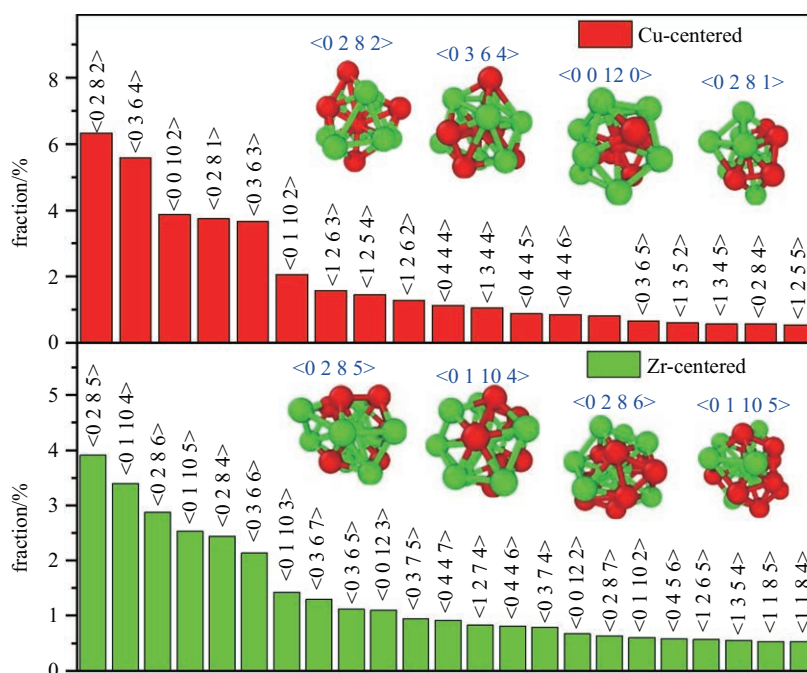 Cu-centered
<0 2 8 2>
<0 3 6 4>
<0 0 12 0>
<0 2 8 1>
fraction/%
8
6
4
2
0
<0 2 8 2>
<0 3 6 4>
<0 0 10 2>
<0 2 8 1>
<0 3 6 3>
<0 1 10 2>
<1 2 6 3>
<1 2 5 4>
<1 2 6 2>
<0 4 4 4>
<1 3 4 4>
<0 4 4 5>
<0 4 4 6>
<0 3 6 5>
<1 3 5 2>
<1 3 4 5>
<0 2 8 4>
<1 2 5 5>
Zr-centered
<0 2 8 5>
<0 1 10 4>
<0 2 8 6>
<0 1 10 5>
fraction/%
5
4
3
2
1
0
<0 2 8 5>
<0 1 10 4>
<0 2 8 6>
<0 1 10 5>
<0 2 8 4>
<0 3 6 6>
<0 1 10 3>
<0 3 6 7>
<0 3 6 5>
<0 0 12 3>
<0 3 7 5>
<0 4 4 7>
<1 2 7 4>
<0 4 4 6>
<0 3 7 4>
<0 0 12 2>
<0 2 8 7>
<0 1 10 2>
<0 4 5 6>
<1 2 6 5>
<1 3 5 4>
<1 1 8 5>
<1 1 8 4>